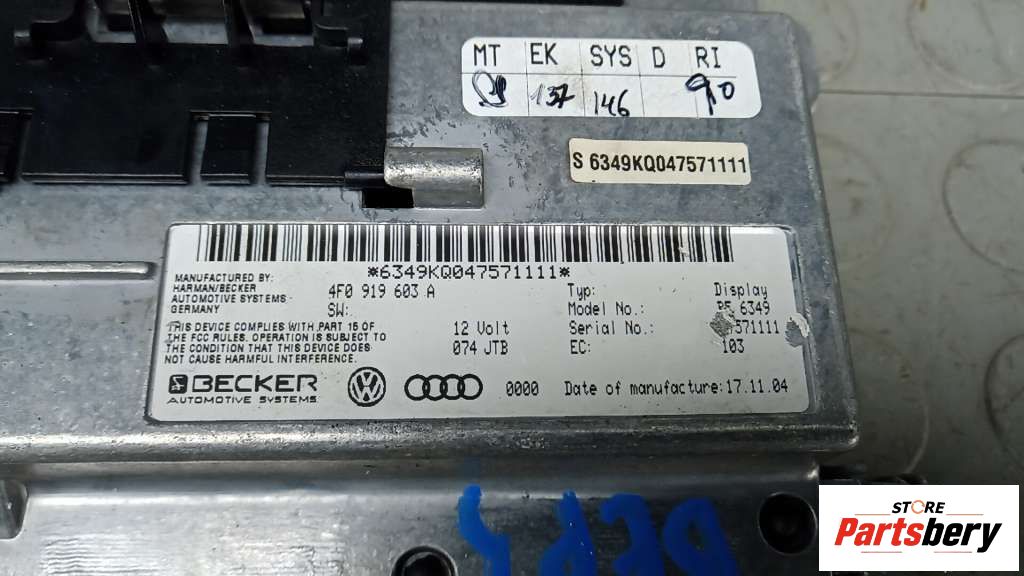 MT EK SYS D RI
137 146 90
S 6349KQ047571111
*6349KQ047571111*
MANUFACTURED BY:
HARMAN/BECKER
AUTOMOTIVE SYSTEMS
GERMANY
4F0 919 603 A
SW:
Typ: Display
Model No.: BE 6349
Serial No.: 571111
EC: 103
THIS DEVICE COMPLIES WITH PART 15 OF
THE FCC RULES. OPERATION IS SUBJECT TO
THE CONDITION THAT THIS DEVICE DOES
NOT CAUSE HARMFUL INTERFERENCE.
12 Volt
074 JTB
BECKER
AUTOMOTIVE SYSTEMS
0000
Date of manufacture:17.11.04
STORE
Partsbery